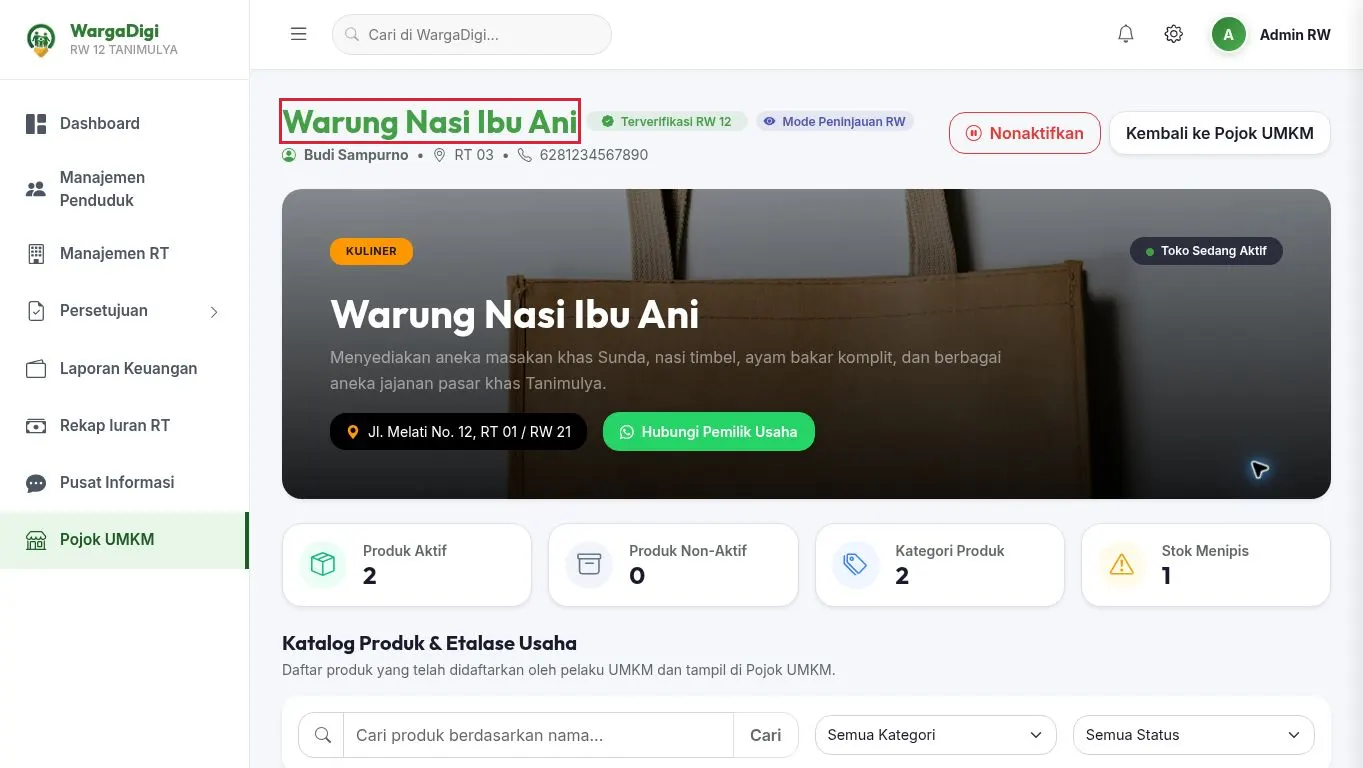 WargaDigi
RW 12 TANIMULYA
Cari di WargaDigi...
A
Admin RW
Dashboard
Manajemen
Penduduk
Manajemen RT
Persetujuan
Laporan Keuangan
Rekap Iuran RT
Pusat Informasi
Pojok UMKM
Warung Nasi Ibu Ani
Terverifikasi RW 12
Mode Peninjauan RW
Budi Sampurno • RT 03 • 6281234567890
Nonaktifkan
Kembali ke Pojok UMKM
KULINER
Toko Sedang Aktif
Warung Nasi Ibu Ani
Menyediakan aneka masakan khas Sunda, nasi timbel, ayam bakar komplit, dan berbagai
aneka jajanan pasar khas Tanimulya.
Jl. Melati No. 12, RT 01 / RW 21
Hubungi Pemilik Usaha
Produk Aktif
2
Produk Non-Aktif
0
Kategori Produk
2
Stok Menipis
1
Katalog Produk & Etalase Usaha
Daftar produk yang telah didaftarkan oleh pelaku UMKM dan tampil di Pojok UMKM.
Cari produk berdasarkan nama...
Cari
Semua Kategori
Semua Status